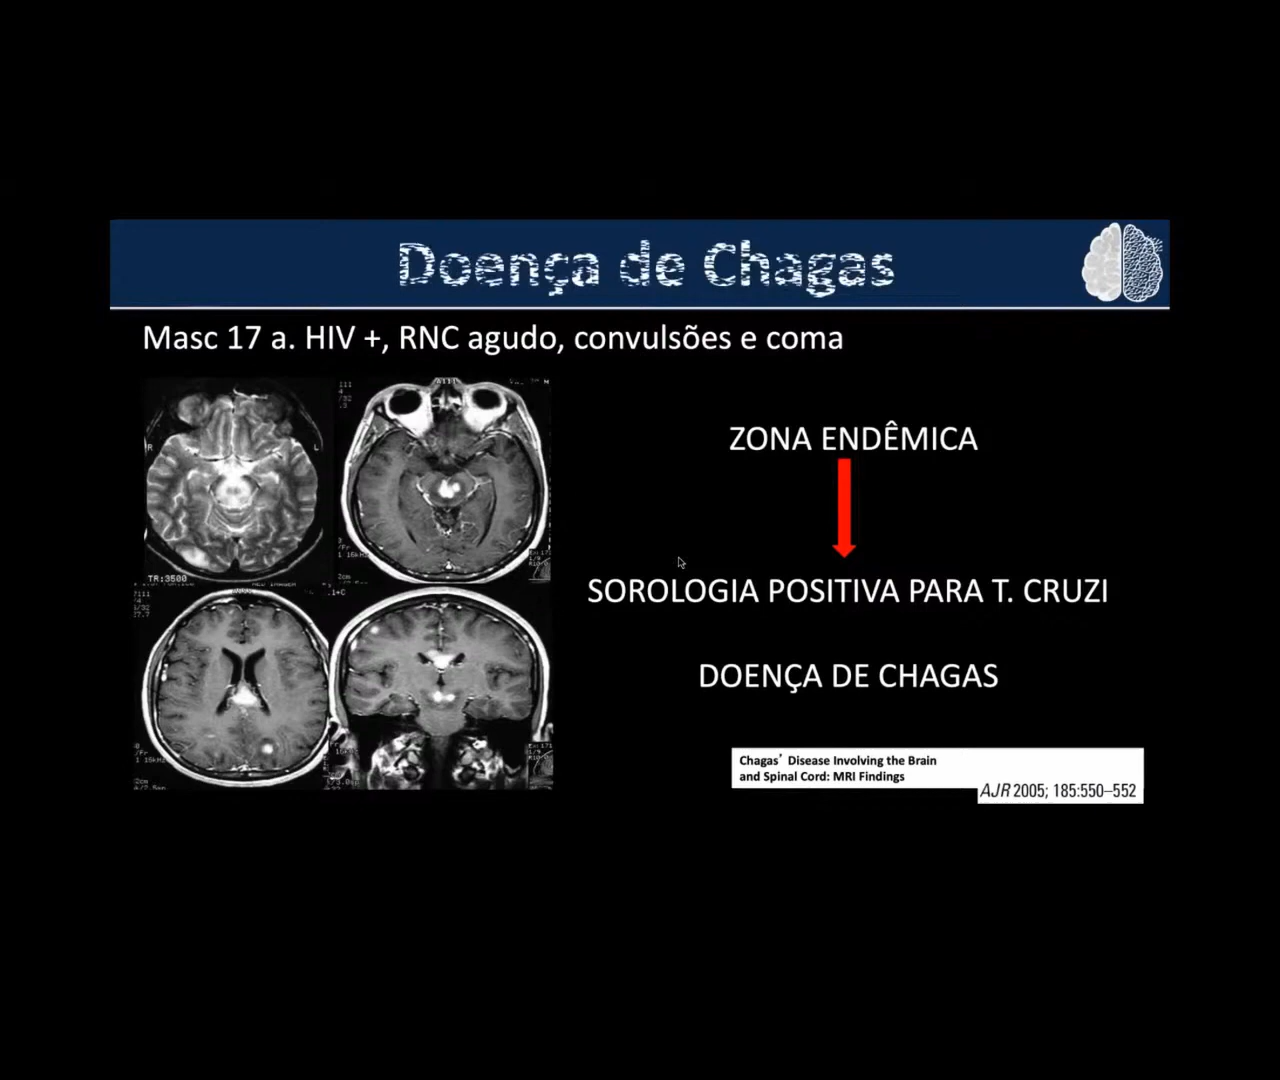 Doença de Chagas
Masc 17 a. HIV +, RNC agudo, convulsões e coma
R
L
TR:3500
ZONA ENDÊMICA
SOROLOGIA POSITIVA PARA T. CRUZI
DOENÇA DE CHAGAS
Chagas’ Disease Involving the Brain
and Spinal Cord: MRI Findings
AJR 2005; 185:550–552